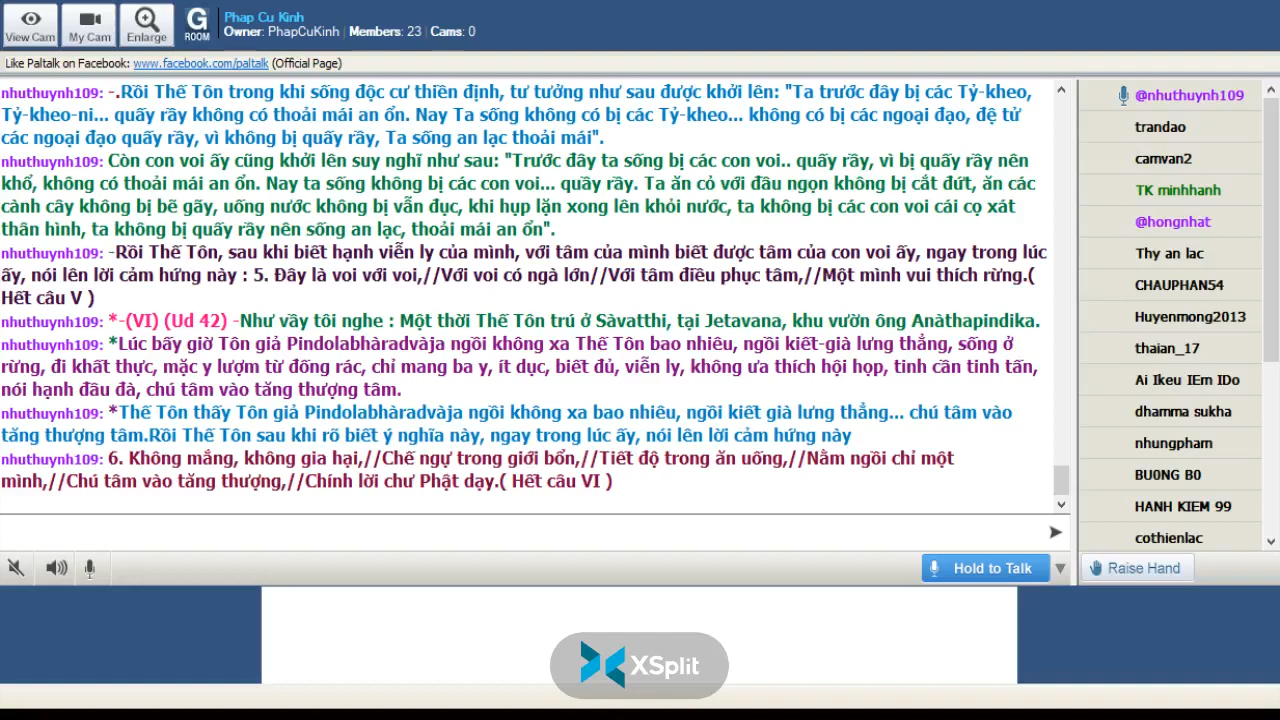 Phap Cu Kinh
Owner: PhapCuKinh | Members: 23 | Cams: 0
View Cam
My Cam
Enlarge
G
ROOM
Like Paltalk on Facebook: www.facebook.com/paltalk (Official Page)
nhuthuynh109: -.Rồi Thế Tôn trong khi sống độc cư thiền định, tư tưởng như sau được khởi lên: "Ta trước đây bị các Tỷ-kheo,
Tỷ-kheo-ni... quấy rầy không có thoải mái an ổn. Nay Ta sống không có bị các Tỷ-kheo... không có bị các ngoại đạo, đệ tử
các ngoại đạo quấy rầy, vì không bị quấy rầy, Ta sống an lạc thoải mái".
nhuthuynh109: Còn con voi ấy cũng khởi lên suy nghĩ như sau: "Trước đây ta sống bị các con voi.. quấy rầy, vì bị quấy rầy nên
khổ, không có thoải mái an ổn. Nay ta sống không bị các con voi... quầy rầy. Ta ăn cỏ với đầu ngọn không bị cắt đứt, ăn các
cành cây không bị bẽ gãy, uống nước không bị vẫn đục, khi hụp lặn xong lên khỏi nước, ta không bị các con voi cái cọ xát
thân hình, ta không bị quấy rầy nên sống an lạc, thoải mái an ổn".
nhuthuynh109: -Rồi Thế Tôn, sau khi biết hạnh viễn ly của mình, với tâm của mình biết được tâm của con voi ấy, ngay trong lúc
ấy, nói lên lời cảm hứng này : 5. Đây là voi với voi,//Với voi có ngà lớn//Với tâm điều phục tâm,//Một mình vui thích rừng.(
Hết câu V )
nhuthuynh109: *-(VI) (Ud 42) -Như vầy tôi nghe : Một thời Thế Tôn trú ở Sàvatthi, tại Jetavana, khu vườn ông Anàthapindika.
nhuthuynh109: *Lúc bấy giờ Tôn giả Pindolabhàradvàja ngồi không xa Thế Tôn bao nhiêu, ngồi kiết-già lưng thẳng, sống ở
rừng, đi khất thực, mặc y lượm từ đống rác, chỉ mang ba y, ít dục, biết đủ, viễn ly, không ưa thích hội họp, tinh cần tinh tấn,
nói hạnh đầu đà, chú tâm vào tăng thượng tâm.
nhuthuynh109: *Thế Tôn thấy Tôn giả Pindolabhàradvàja ngồi không xa bao nhiêu, ngồi kiết già lưng thẳng... chú tâm vào
tăng thượng tâm.Rồi Thế Tôn sau khi rõ biết ý nghĩa này, ngay trong lúc ấy, nói lên lời cảm hứng này
nhuthuynh109: 6. Không mắng, không gia hại,//Chế ngự trong giới bổn,//Tiết độ trong ăn uống,//Nằm ngồi chỉ một
mình,//Chú tâm vào tăng thượng,//Chính lời chư Phật dạy.( Hết câu VI )
@nhuthuynh109
trandao
camvan2
TK minhhanh
@hongnhat
Thy an lac
CHAUPHAN54
Huyenmong2013
thaian_17
Ai Ikeu IEm IDo
dhamma sukha
nhungpham
BU0NG B0
HANH KIEM 99
cothienlac
Hold to Talk
Raise Hand
XSplit